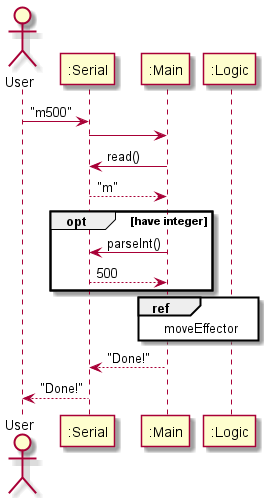 User
:Serial
:Main
:Logic
"m500"
read()
"m"
opt
[have integer]
parseInt()
500
ref
moveEffector
"Done!"
"Done!"
User
:Serial
:Main
:Logic